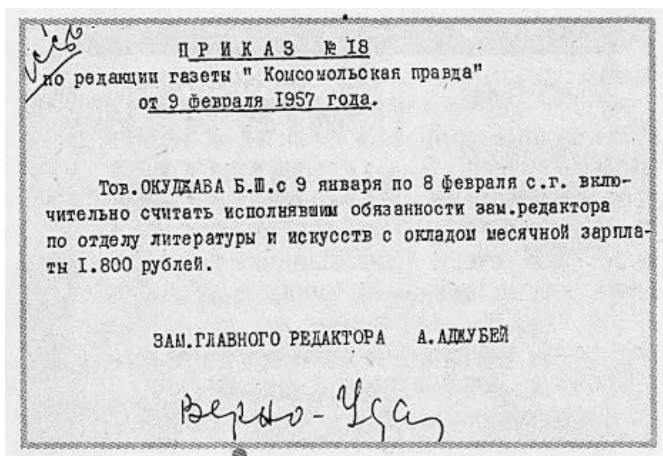 ПРИКАЗ № 18
по редакции газеты " Комсомольская правда"
от 9 февраля 1957 года.
Тов.ОКУДЖАВА Б.Ш.с 9 января по 8 февраля с.г. вклю-
чительно считать исполнявшим обязанности зам.редактора
по отделу литературы и искусств с окладом месячной зарпла-
ты I.800 рублей.
ЗАМ.ГЛАВНОГО РЕДАКТОРА А.АДЖУБЕЙ
Верно -